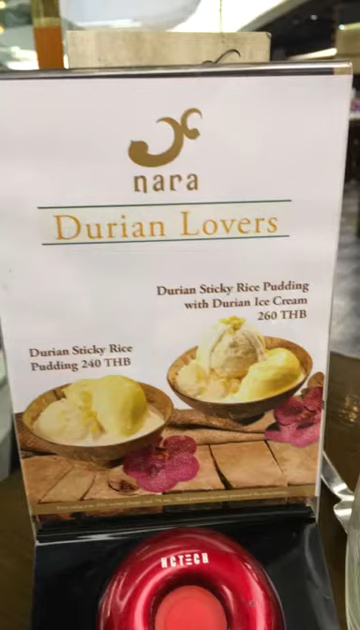 nara
Durian Lovers
Durian Sticky Rice Pudding
with Durian Ice Cream
260 THB
Durian Sticky Rice
Pudding 240 THB
NCTECH